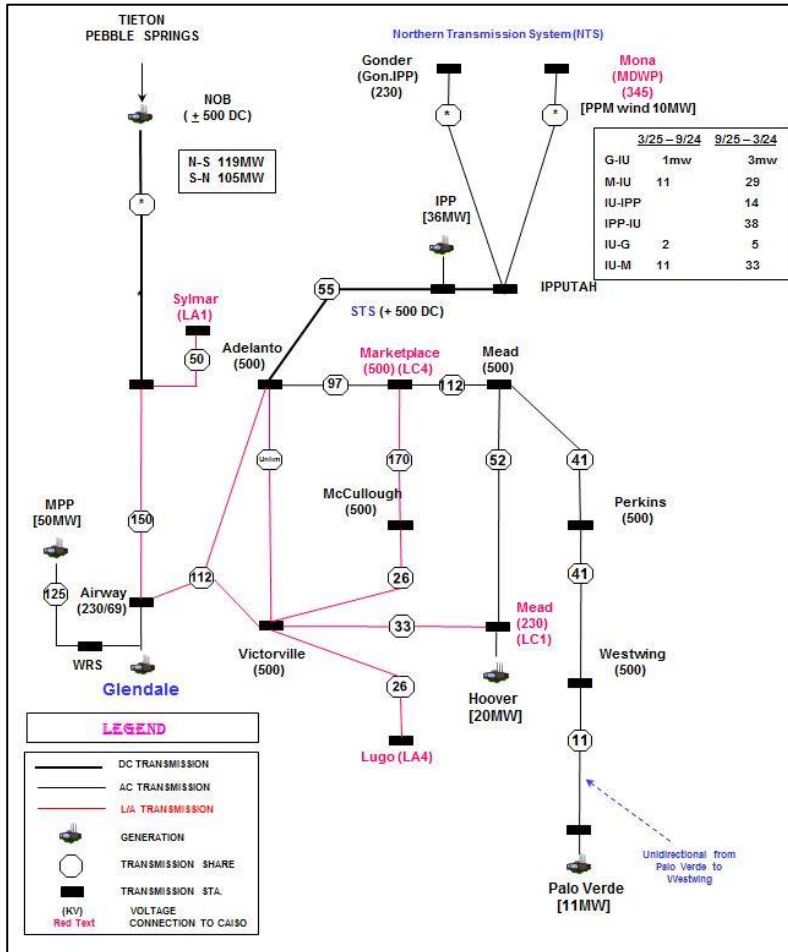 TIETON
PEBBLE SPRINGS
Northern Transmission System (NTS)
Gonder
(Gon.IPP)
(230)
Mona
(MDWP)
(345)
[PPM wind 10MW]
NOB
( ± 500 DC)
N-S 119MW
S-N 105MW
*
*
*
3/25 – 9/24 9/25 – 3/24
G-IU 1mw 3mw
M-IU 11 29
IU-IPP 14
IPP-IU 38
IU-G 2 5
IU-M 11 33
IPP
[36MW]
IPPUTAH
55
STS (+ 500 DC)
Sylmar
(LA1)
50
Adelanto
(500)
Marketplace
(500) (LC4)
Mead
(500)
97
112
Unlim
170
52
41
McCullough
(500)
Perkins
(500)
MPP
[50MW]
150
125
Airway
(230/69)
112
26
41
33
Mead
(230)
(LC1)
Victorville
(500)
WRS
Glendale
26
Hoover
[20MW]
Westwing
(500)
11
Lugo (LA4)
Unidirectional from
Palo Verde to
Westwing
Palo Verde
[11MW]
LEGEND
DC TRANSMISSION
AC TRANSMISSION
L/A TRANSMISSION
GENERATION
TRANSMISSION SHARE
TRANSMISSION STA.
(KV) VOLTAGE
Red Text CONNECTION TO CAISO